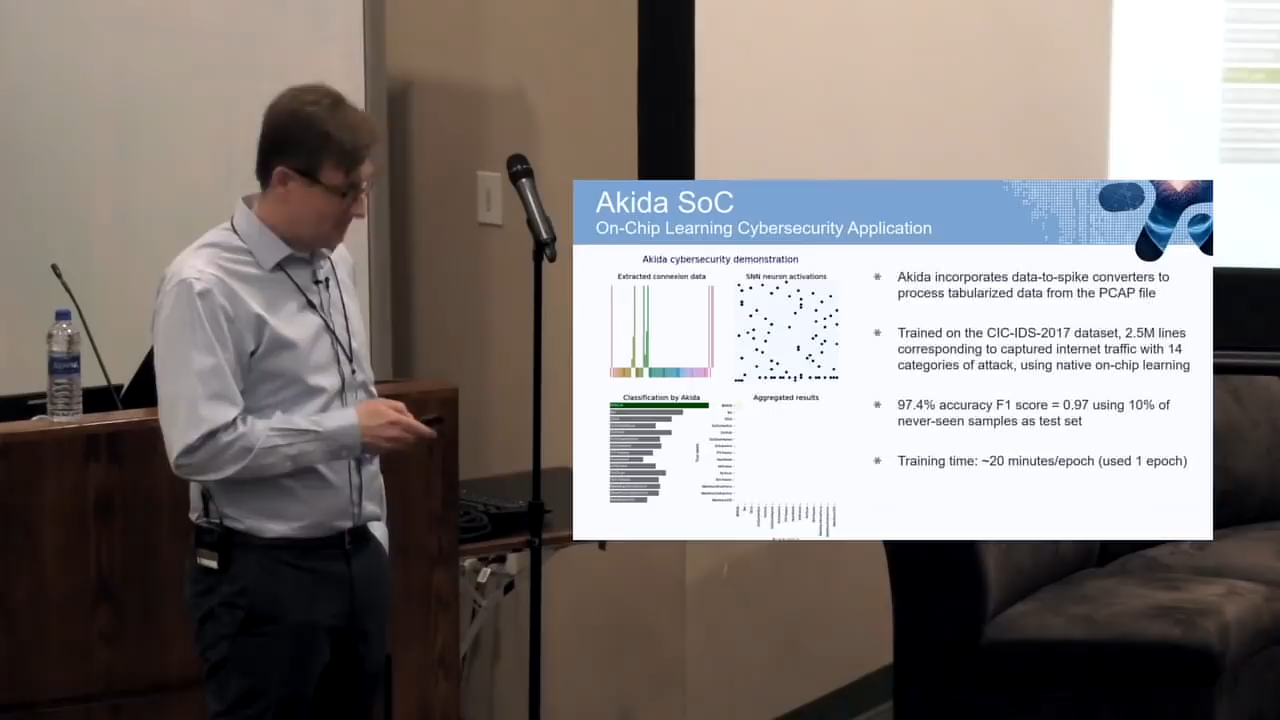 Akida SoC
On-Chip Learning Cybersecurity Application
Akida cybersecurity demonstration
Extracted connexion data
SNN neuron activations
Classification by Akida
Aggregated results
* Akida incorporates data-to-spike converters to
process tabularized data from the PCAP file
* Trained on the CIC-IDS-2017 dataset, 2.5M lines
corresponding to captured internet traffic with 14
categories of attack, using native on-chip learning
* 97.4% accuracy F1 score = 0.97 using 10% of
never-seen samples as test set
* Training time: ~20 minutes/epoch (used 1 epoch)